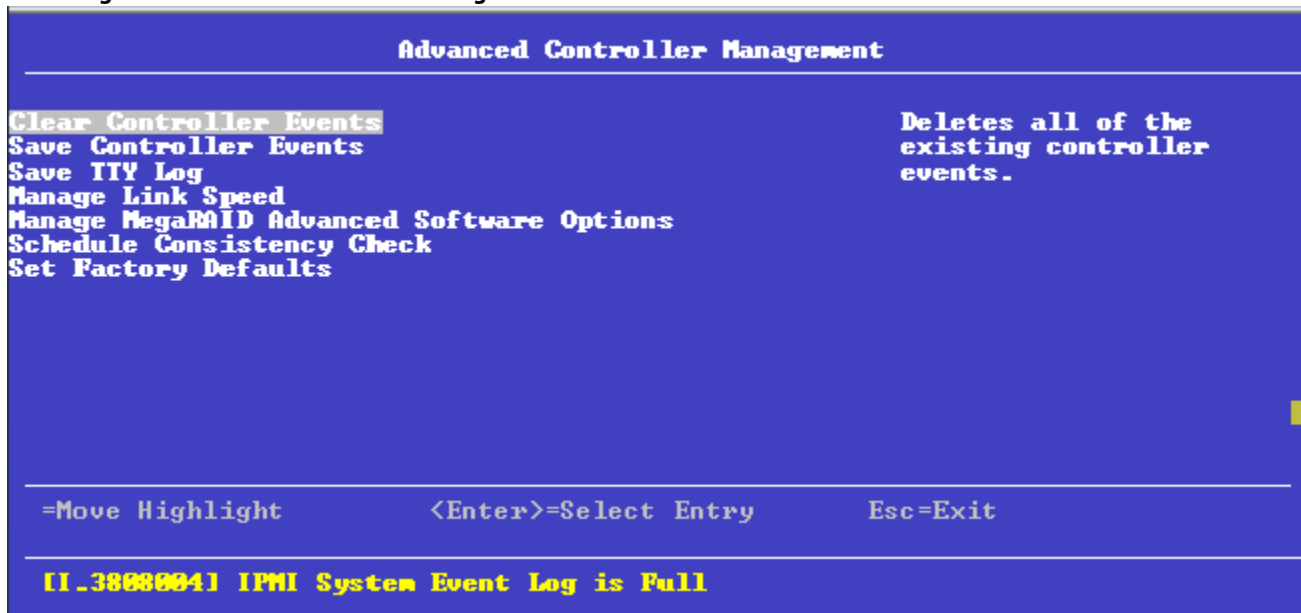 Advanced Controller Management
Clear Controller Events
Save Controller Events
Save TTY Log
Manage Link Speed
Manage MegaRAID Advanced Software Options
Schedule Consistency Check
Set Factory Defaults
Deletes all of the
existing controller
events.
=Move Highlight <Enter>=Select Entry Esc=Exit
[I.3808004] IPMI System Event Log is Full